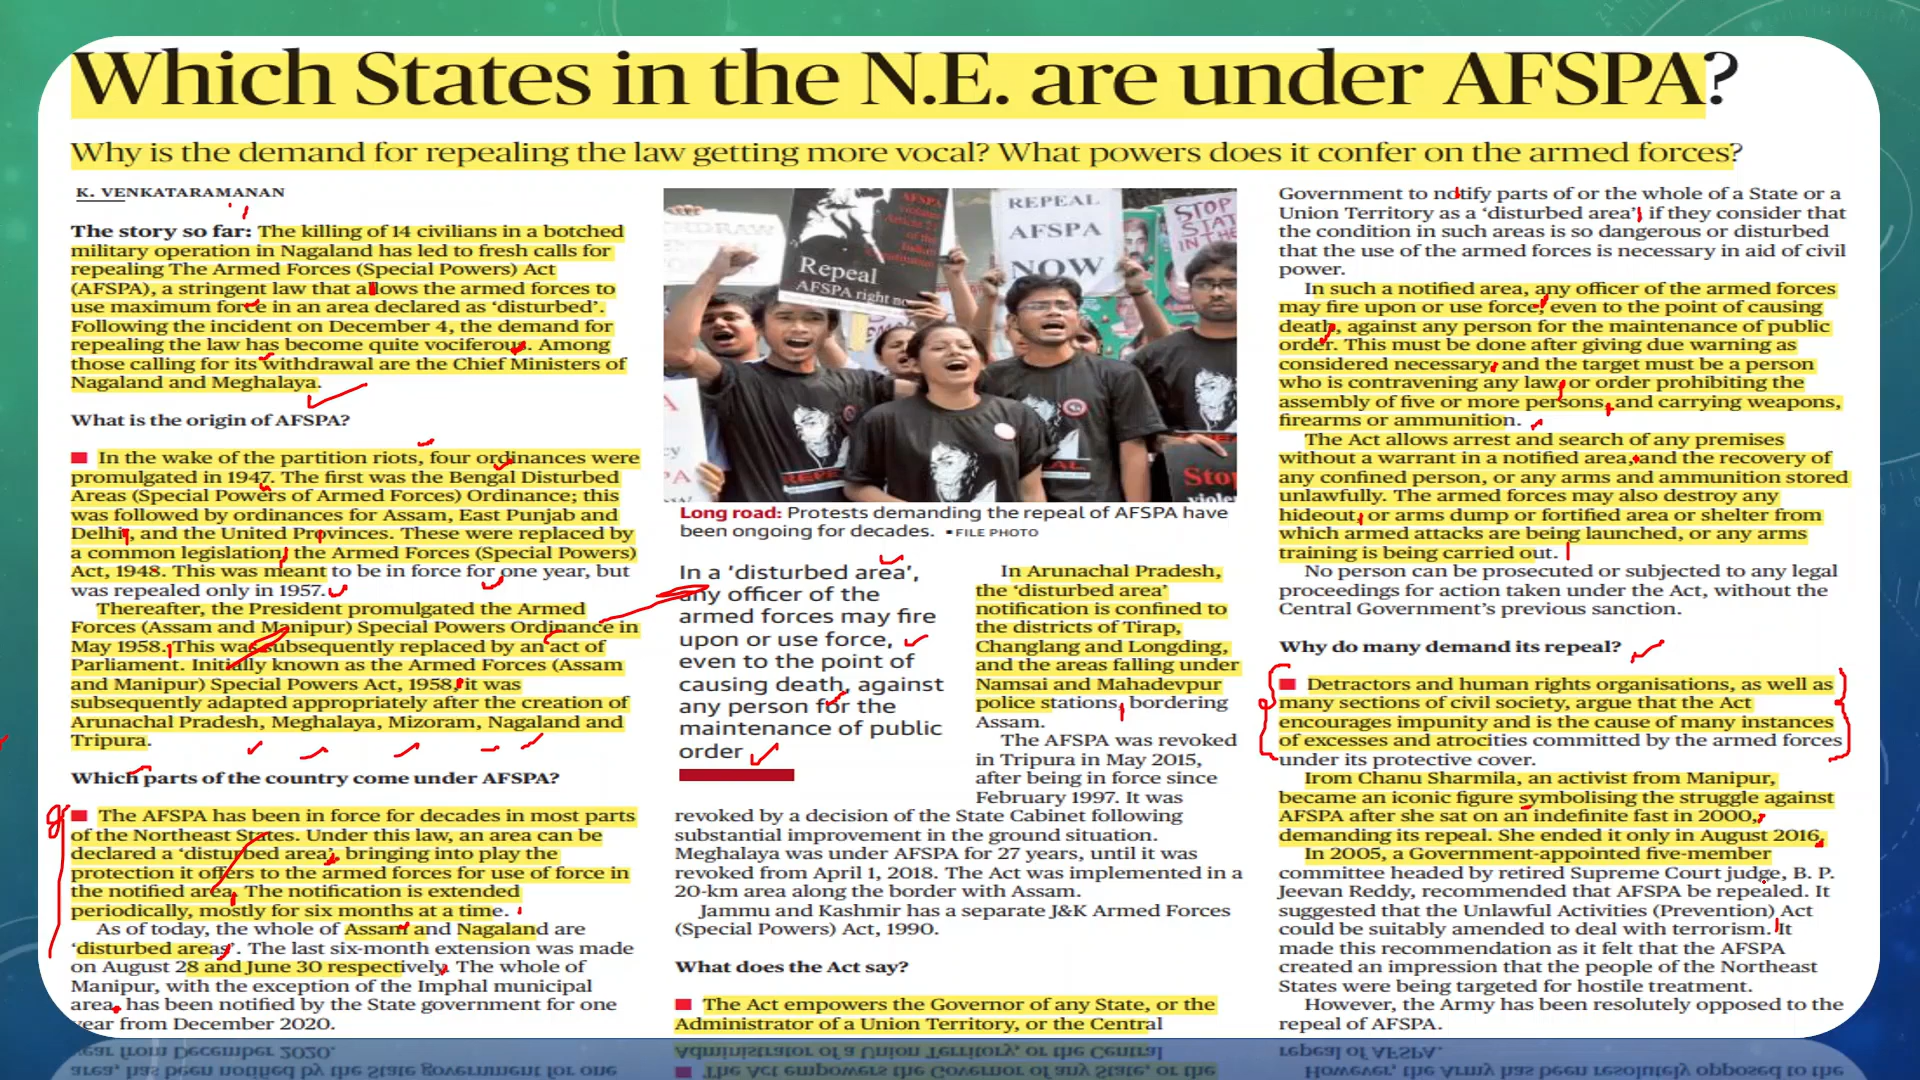 Which States in the N.E. are under AFSPA?
Why is the demand for repealing the law getting more vocal? What powers does it confer on the armed forces?
K. VENKATARAMANAN
The story so far: The killing of 14 civilians in a botched
military operation in Nagaland has led to fresh calls for
repealing The Armed Forces (Special Powers) Act
(AFSPA), a stringent law that allows the armed forces to
use maximum force in an area declared as ‘disturbed’.
Following the incident on December 4, the demand for
repealing the law has become quite vociferous. Among
those calling for its withdrawal are the Chief Ministers of
Nagaland and Meghalaya.
What is the origin of AFSPA?
In the wake of the partition riots, four ordinances were
promulgated in 1947. The first was the Bengal Disturbed
Areas (Special Powers of Armed Forces) Ordinance; this
was followed by ordinances for Assam, East Punjab and
Delhi, and the United Provinces. These were replaced by
a common legislation, the Armed Forces (Special Powers)
Act, 1948. This was meant to be in force for one year, but
was repealed only in 1957.
Thereafter, the President promulgated the Armed
Forces (Assam and Manipur) Special Powers Ordinance in
May 1958. This was subsequently replaced by an act of
Parliament. Initially known as the Armed Forces (Assam
and Manipur) Special Powers Act, 1958, it was
subsequently adapted appropriately after the creation of
Arunachal Pradesh, Meghalaya, Mizoram, Nagaland and
Tripura.
Which parts of the country come under AFSPA?
The AFSPA has been in force for decades in most parts
of the Northeast States. Under this law, an area can be
declared a ‘disturbed area’, bringing into play the
protection it offers to the armed forces for use of force in
the notified area. The notification is extended
periodically, mostly for six months at a time.
As of today, the whole of Assam and Nagaland are
‘disturbed areas’. The last six-month extension was made
on August 28 and June 30 respectively. The whole of
Manipur, with the exception of the Imphal municipal
area, has been notified by the State government for one
year from December 2020.
AFSPA
Repeal
AFSPA right now
REPEAL
AFSPA
NOW
STOP
Stop
Long road: Protests demanding the repeal of AFSPA have
been ongoing for decades. ▪FILE PHOTO
In a ‘disturbed area’,
any officer of the
armed forces may fire
upon or use force,
even to the point of
causing death, against
any person for the
maintenance of public
order
In Arunachal Pradesh,
the ‘disturbed area’
notification is confined to
the districts of Tirap,
Changlang and Longding,
and the areas falling under
Namsai and Mahadevpur
police stations, bordering
Assam.
The AFSPA was revoked
in Tripura in May 2015,
after being in force since
February 1997. It was
revoked by a decision of the State Cabinet following
substantial improvement in the ground situation.
Meghalaya was under AFSPA for 27 years, until it was
revoked from April 1, 2018. The Act was implemented in a
20-km area along the border with Assam.
Jammu and Kashmir has a separate J&K Armed Forces
(Special Powers) Act, 1990.
What does the Act say?
The Act empowers the Governor of any State, or the
Administrator of a Union Territory, or the Central
Government to notify parts of or the whole of a State or a
Union Territory as a ‘disturbed area’, if they consider that
the condition in such areas is so dangerous or disturbed
that the use of the armed forces is necessary in aid of civil
power.
In such a notified area, any officer of the armed forces
may fire upon or use force, even to the point of causing
death, against any person for the maintenance of public
order. This must be done after giving due warning as
considered necessary, and the target must be a person
who is contravening any law, or order prohibiting the
assembly of five or more persons, and carrying weapons,
firearms or ammunition.
The Act allows arrest and search of any premises
without a warrant in a notified area, and the recovery of
any confined person, or any arms and ammunition stored
unlawfully. The armed forces may also destroy any
hideout, or arms dump or fortified area or shelter from
which armed attacks are being launched, or any arms
training is being carried out.
No person can be prosecuted or subjected to any legal
proceedings for action taken under the Act, without the
Central Government’s previous sanction.
Why do many demand its repeal?
Detractors and human rights organisations, as well as
many sections of civil society, argue that the Act
encourages impunity and is the cause of many instances
of excesses and atrocities committed by the armed forces
under its protective cover.
Irom Chanu Sharmila, an activist from Manipur,
became an iconic figure symbolising the struggle against
AFSPA after she sat on an indefinite fast in 2000,
demanding its repeal. She ended it only in August 2016.
In 2005, a Government-appointed five-member
committee headed by retired Supreme Court judge, B. P.
Jeevan Reddy, recommended that AFSPA be repealed. It
suggested that the Unlawful Activities (Prevention) Act
could be suitably amended to deal with terrorism. It
made this recommendation as it felt that the AFSPA
created an impression that the people of the Northeast
States were being targeted for hostile treatment.
However, the Army has been resolutely opposed to the
repeal of AFSPA.